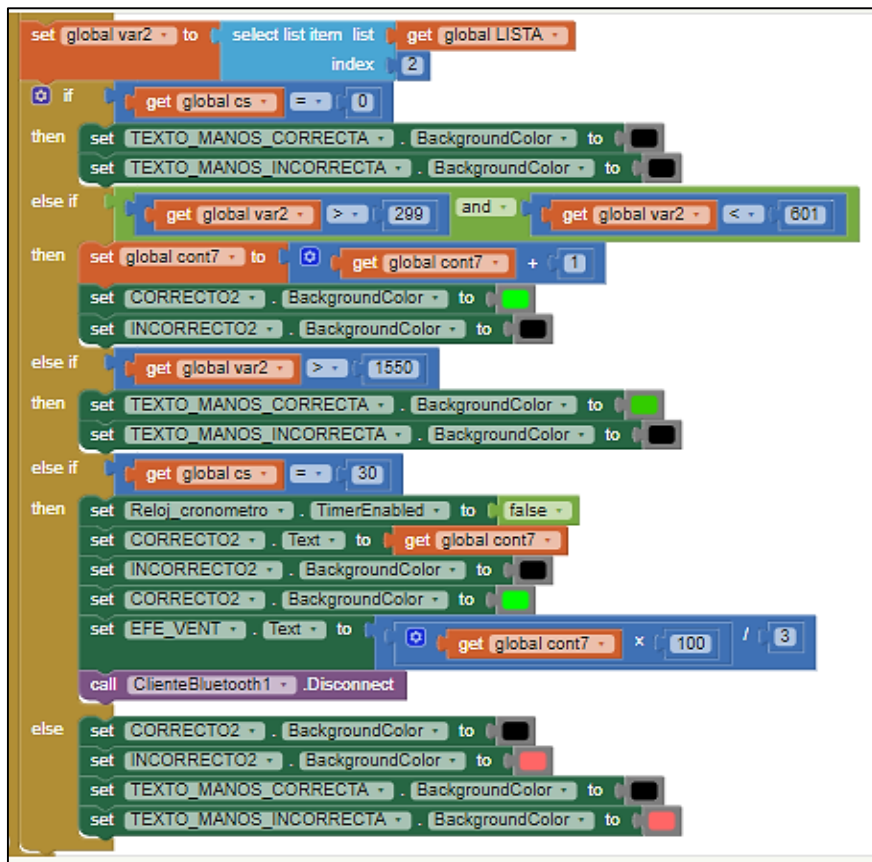 set global var2 to select list item list get global LISTA
index 2
if get global cs = 0
then set TEXTO_MANOS_CORRECTA . BackgroundColor to
set TEXTO_MANOS_INCORRECTA . BackgroundColor to
else if get global var2 > 299 and get global var2 < 601
then set global cont7 to get global cont7 + 1
set CORRECTO2 . BackgroundColor to
set INCORRECTO2 . BackgroundColor to
else if get global var2 > 1550
then set TEXTO_MANOS_CORRECTA . BackgroundColor to
set TEXTO_MANOS_INCORRECTA . BackgroundColor to
else if get global cs = 30
then set Reloj_cronometro . TimerEnabled to false
set CORRECTO2 . Text to get global cont7
set INCORRECTO2 . BackgroundColor to
set CORRECTO2 . BackgroundColor to
set EFE_VENT . Text to get global cont7 × 100 / 3
call ClienteBluetooth1 .Disconnect
else set CORRECTO2 . BackgroundColor to
set INCORRECTO2 . BackgroundColor to
set TEXTO_MANOS_CORRECTA . BackgroundColor to
set TEXTO_MANOS_INCORRECTA . BackgroundColor to